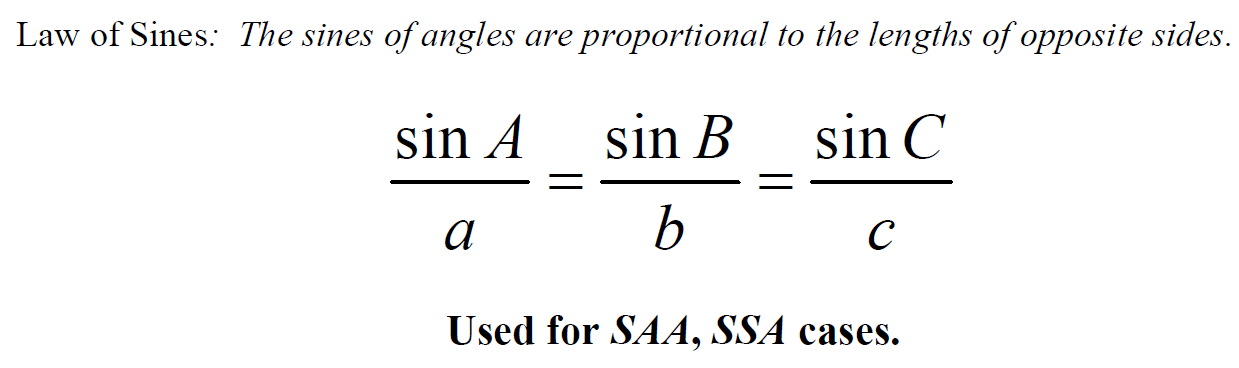 Law of Sines:  The sines of angles are proportional to the lengths of opposite sides.
sin A / a = sin B / b = sin C / c
Used for SAA, SSA cases.